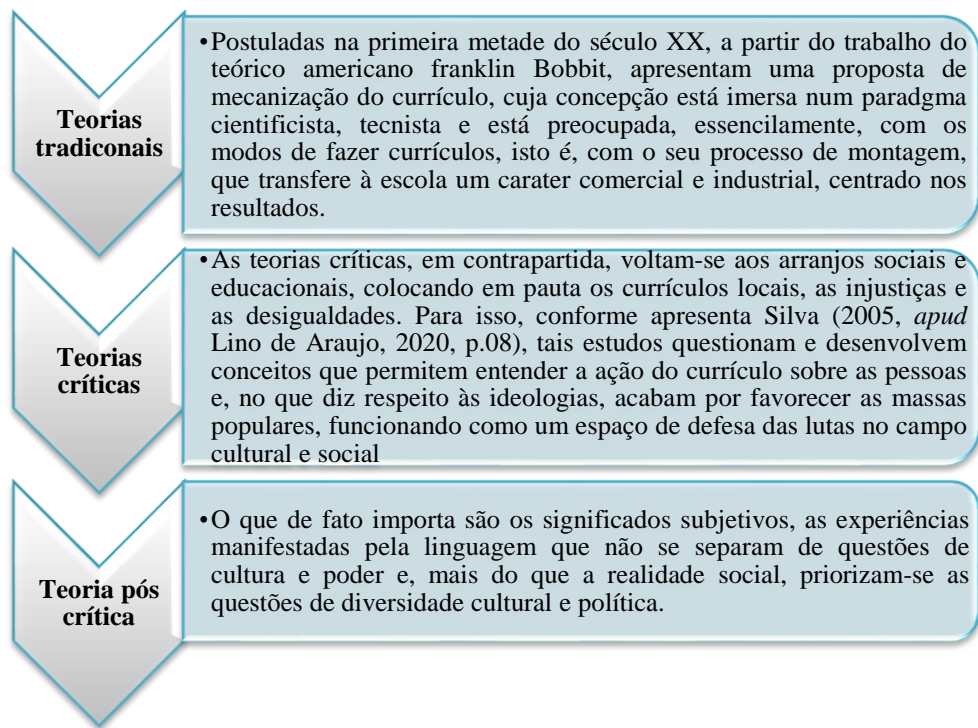 Teorias
tradiconais
•Postuladas na primeira metade do século XX, a partir do trabalho do
teórico americano franklin Bobbit, apresentam uma proposta de
mecanização do currículo, cuja concepção está imersa num paradgma
cientificista, tecnista e está preocupada, essencilamente, com os
modos de fazer currículos, isto é, com o seu processo de montagem,
que transfere à escola um carater comercial e industrial, centrado nos
resultados.
Teorias
críticas
•As teorias críticas, em contrapartida, voltam-se aos arranjos sociais e
educacionais, colocando em pauta os currículos locais, as injustiças e
as desigualdades. Para isso, conforme apresenta Silva (2005, apud
Lino de Araujo, 2020, p.08), tais estudos questionam e desenvolvem
conceitos que permitem entender a ação do currículo sobre as pessoas
e, no que diz respeito às ideologias, acabam por favorecer as massas
populares, funcionando como um espaço de defesa das lutas no campo
cultural e social
Teoria pós
crítica
•O que de fato importa são os significados subjetivos, as experiências
manifestadas pela linguagem que não se separam de questões de
cultura e poder e, mais do que a realidade social, priorizam-se as
questões de diversidade cultural e política.